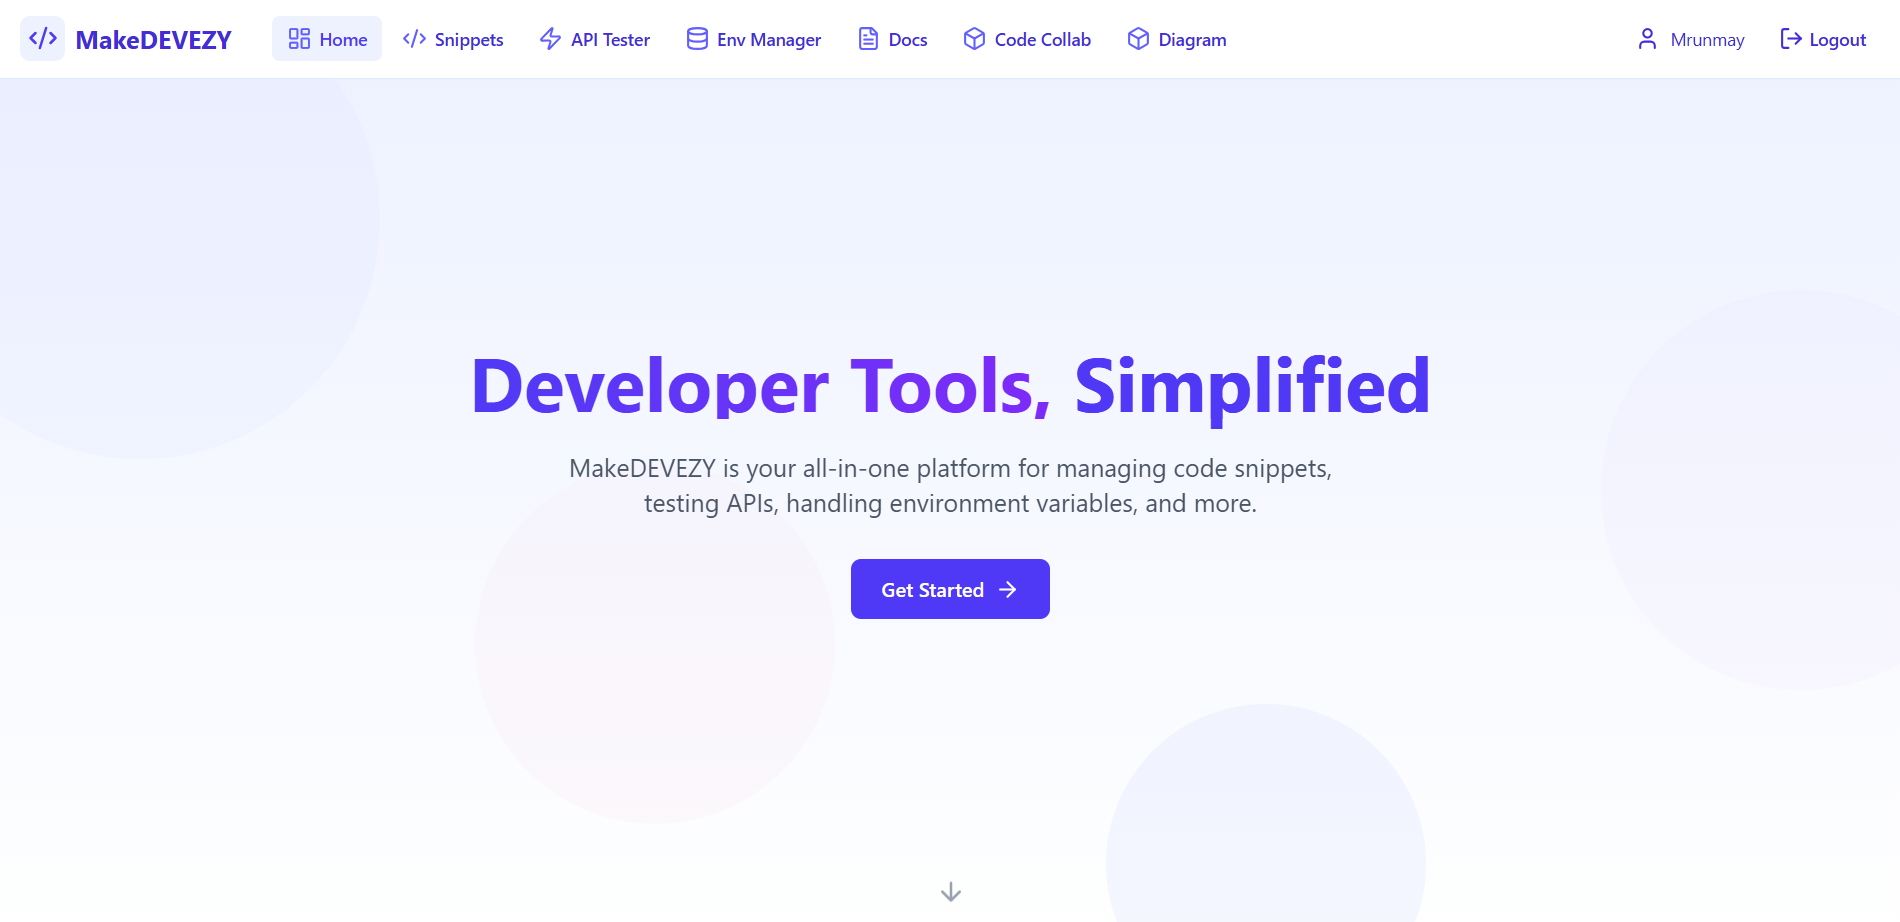 MakeDEVEZY Home Snippets API Tester Env Manager Docs Code Collab Diagram Mrunmay Logout
Developer Tools, Simplified
MakeDEVEZY is your all-in-one platform for managing code snippets,
testing APIs, handling environment variables, and more.
Get Started